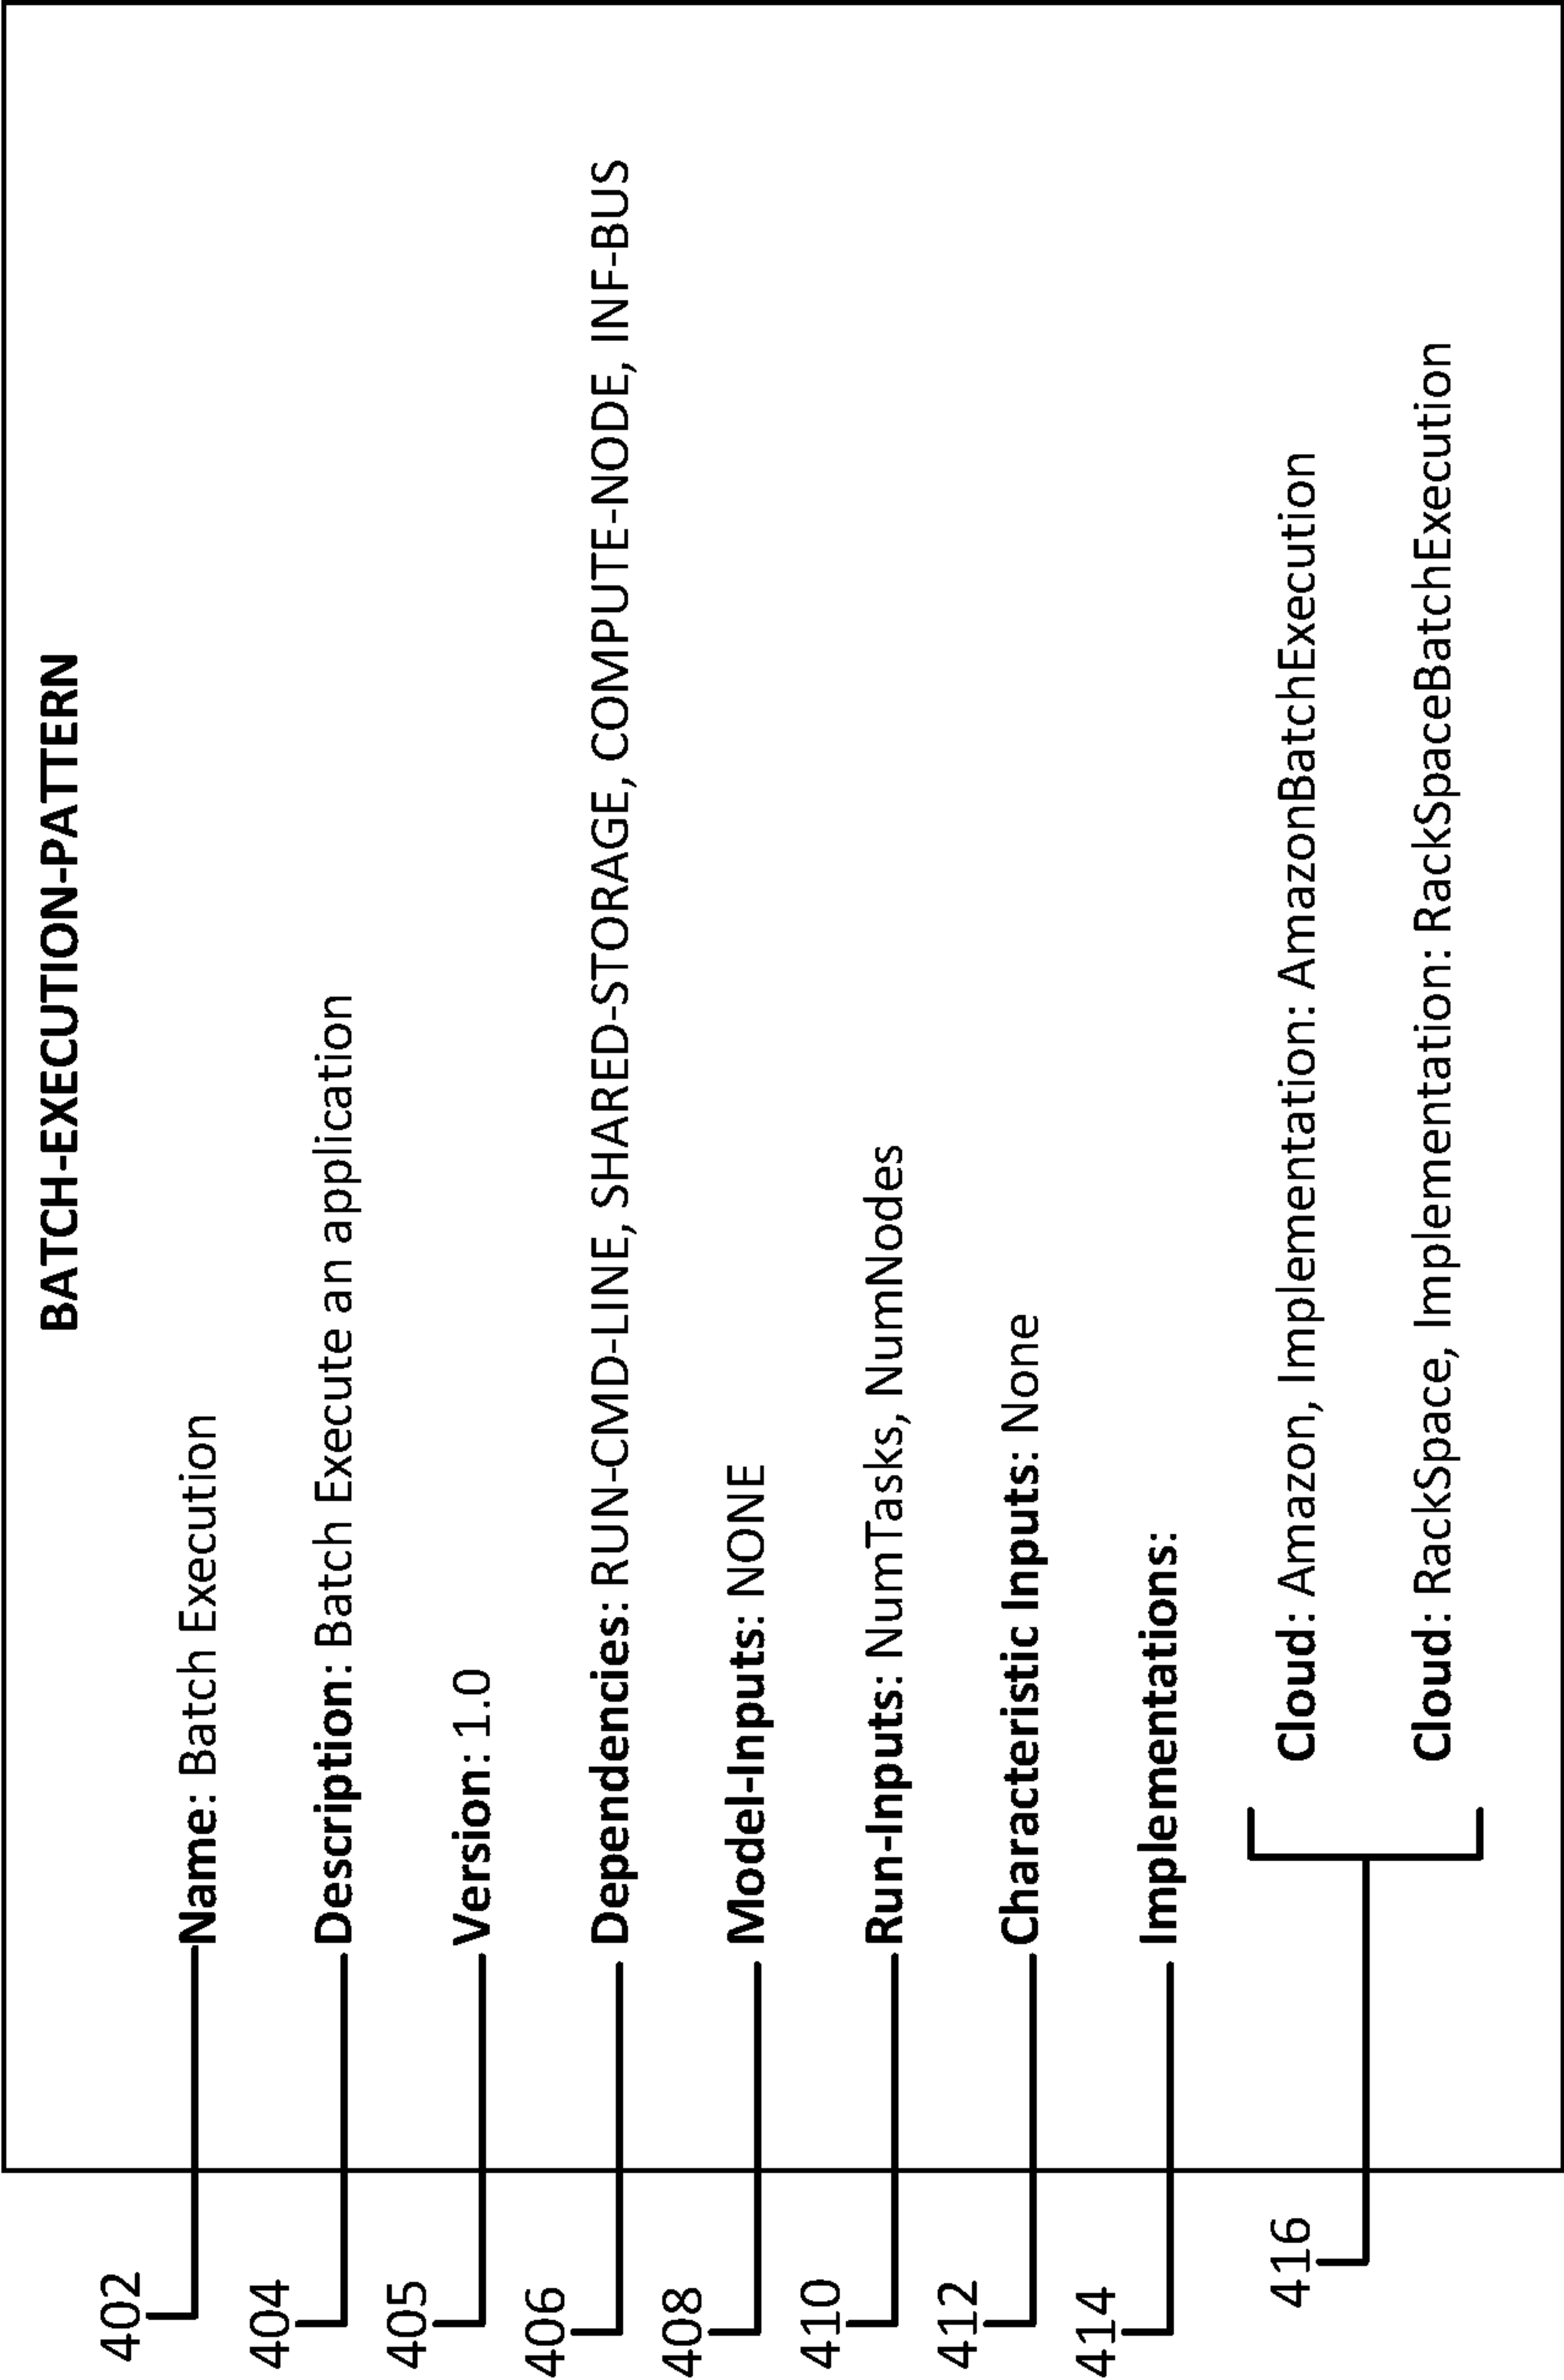 BATCH-EXECUTION-PATTERN
402 Name: Batch Execution
404 Description: Batch Execute an application
405 Version: 1.0
406 Dependencies: RUN-CMD-LINE, SHARED-STORAGE, COMPUTE-NODE, INF-BUS
408 Model-Inputs: NONE
410 Run-Inputs: NumTasks, NumNodes
412 Characteristic Inputs: None
414 Implementations:
416
Cloud: Amazon, Implementation: AmazonBatchExecution
Cloud: RackSpace, Implementation: RackSpaceBatchExecution